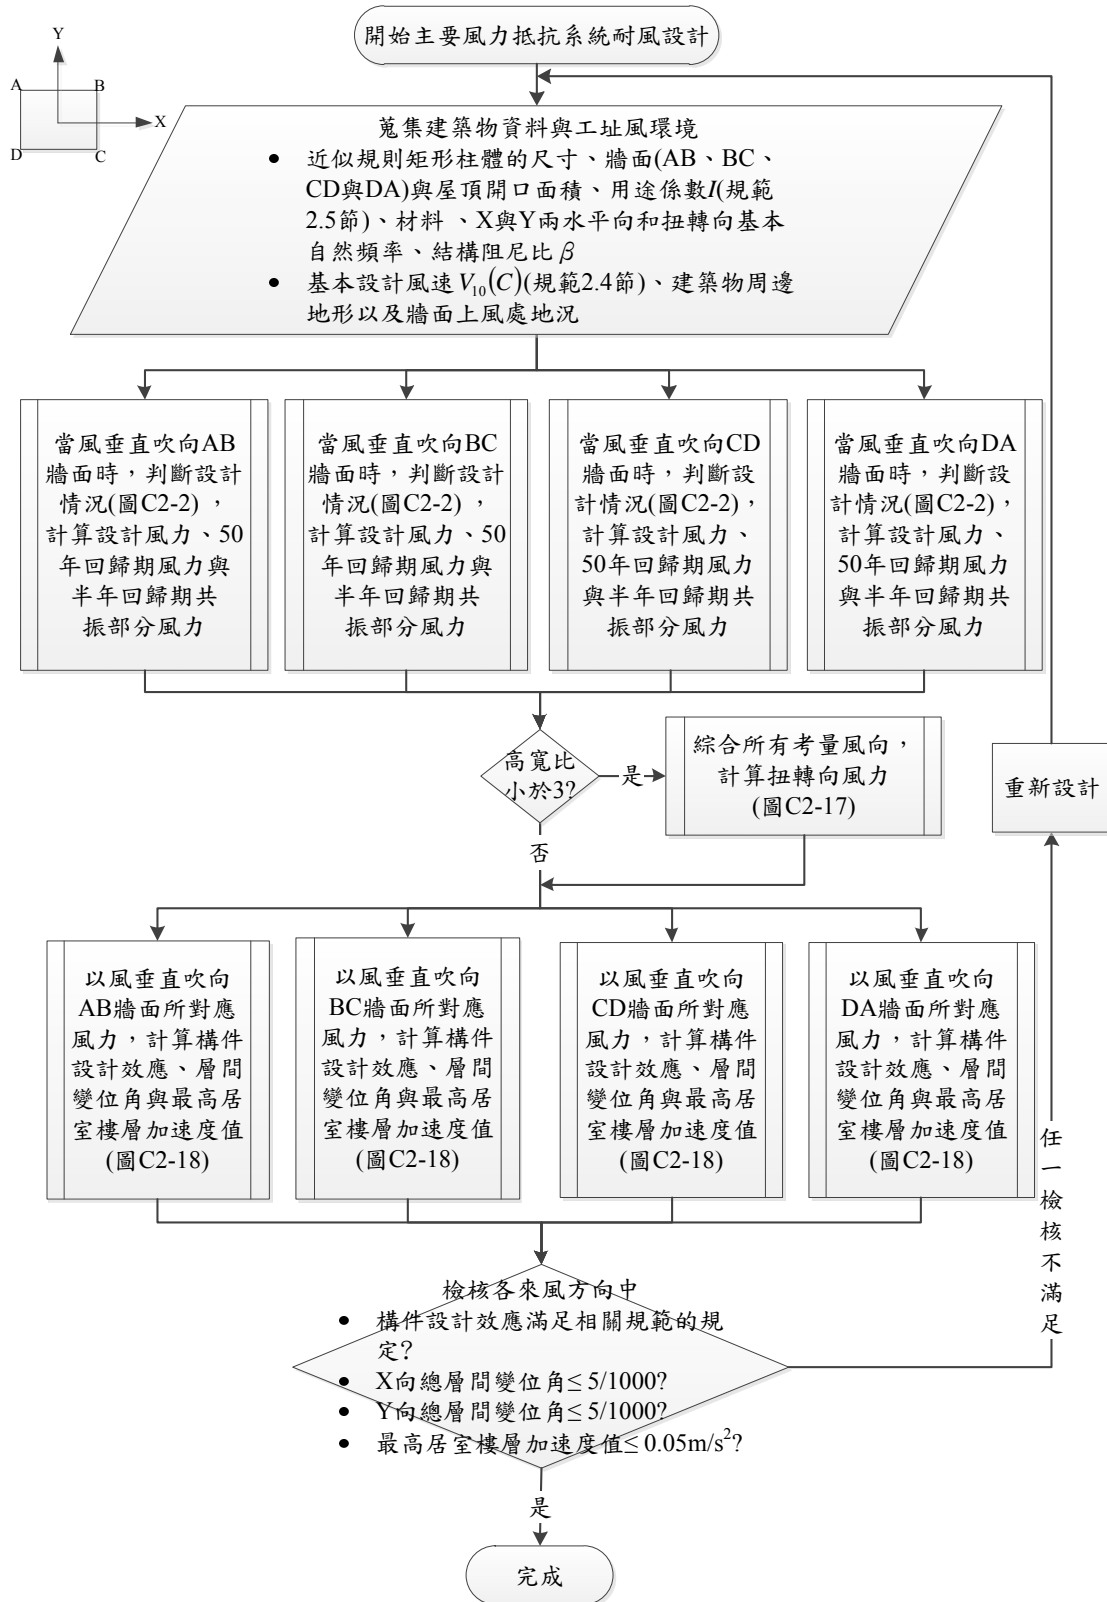 開始主要風力抵抗系統耐風設計
Y
A
B
X
D
C
蒐集建築物資料與工址風環境
● 近似規則矩形柱體的尺寸、牆面(AB、BC、
CD與DA)與屋頂開口面積、用途係數I(規範
2.5節)、材料 、X與Y兩水平向和扭轉向基本
自然頻率、結構阻尼比β
● 基本設計風速V₁₀(C)(規範2.4節)、建築物周邊
地形以及牆面上風處地況
當風垂直吹向AB
牆面時，判斷設計
情況(圖C2-2)，
計算設計風力、50
年回歸期風力與
半年回歸期共
振部分風力
當風垂直吹向BC
牆面時，判斷設計
情況(圖C2-2)，
計算設計風力、50
年回歸期風力與
半年回歸期共
振部分風力
當風垂直吹向CD
牆面時，判斷設
計情況(圖C2-2)，
計算設計風力、
50年回歸期風力
與半年回歸期共
振部分風力
當風垂直吹向DA
牆面時，判斷設
計情況(圖C2-2)，
計算設計風力、
50年回歸期風力
與半年回歸期共
振部分風力
高寬比
小於3?
是
綜合所有考量風向，
計算扭轉向風力
(圖C2-17)
重新設計
否
以風垂直吹向
AB牆面所對應
風力，計算構件
設計效應、層間
變位角與最高居
室樓層加速度值
(圖C2-18)
以風垂直吹向
BC牆面所對應
風力，計算構件
設計效應、層間
變位角與最高居
室樓層加速度值
(圖C2-18)
以風垂直吹向
CD牆面所對應
風力，計算構件
設計效應、層間
變位角與最高居
室樓層加速度值
(圖C2-18)
以風垂直吹向
DA牆面所對應
風力，計算構件
設計效應、層間
變位角與最高居
室樓層加速度值
(圖C2-18)
任一檢核不滿足
檢核各來風方向中
● 構件設計效應滿足相關規範的規
定?
● X向總層間變位角≤ 5/1000?
● Y向總層間變位角≤ 5/1000?
● 最高居室樓層加速度值≤ 0.05m/s²?
是
完成